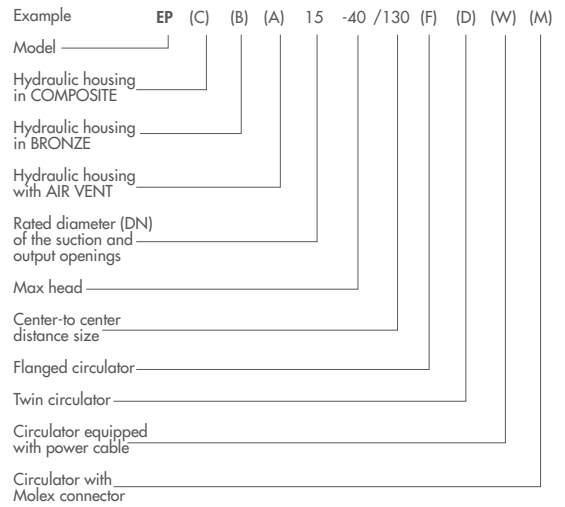 Example EP (C) (B) (A) 15 -40 /130 (F) (D) (W) (M)
Model
Hydraulic housing
in COMPOSITE
Hydraulic housing
in BRONZE
Hydraulic housing
with AIR VENT
Rated diameter (DN)
of the suction and
output openings
Max head
Center-to center
distance size
Flanged circulator
Twin circulator
Circulator equipped
with power cable
Circulator with
Molex connector